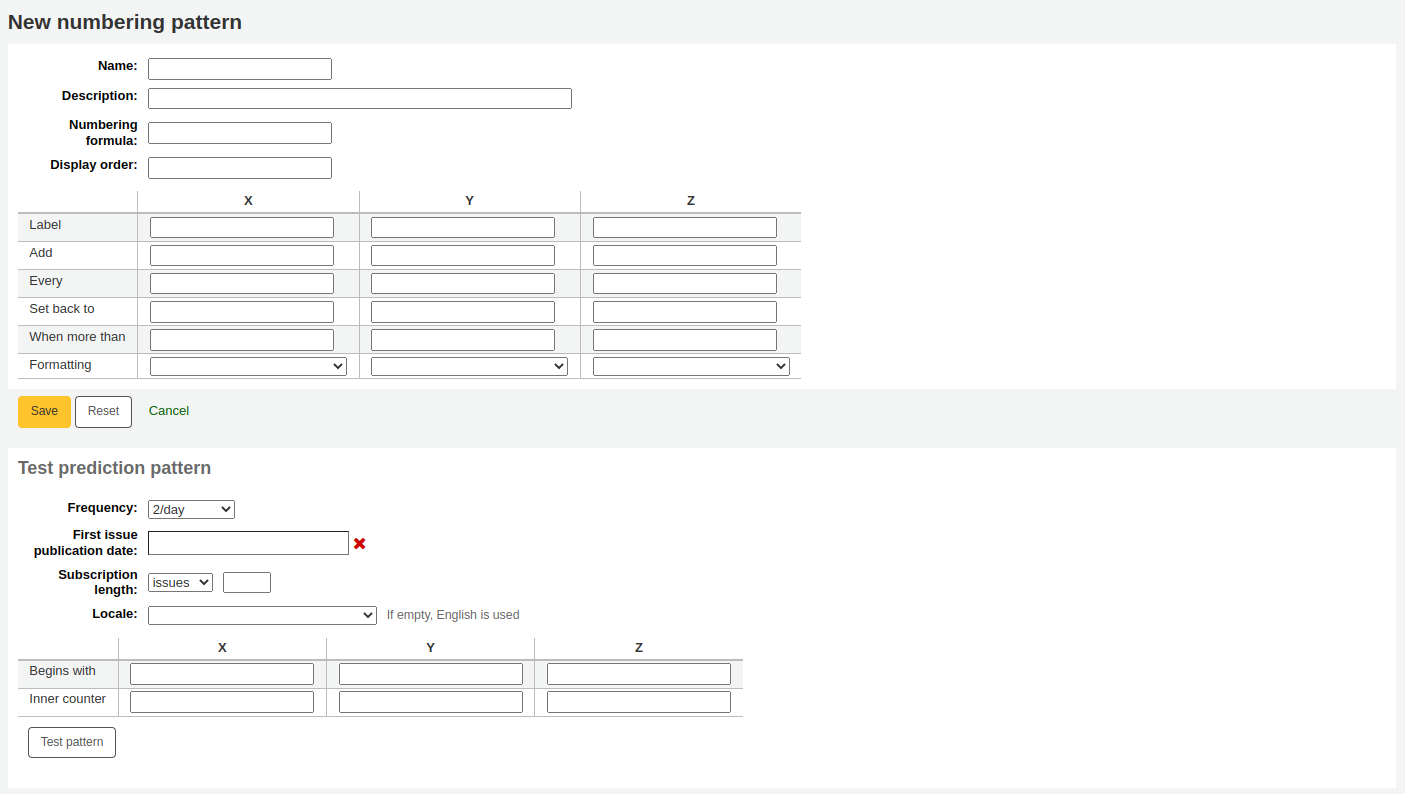 New numbering pattern
Name:
Description:
Numbering
formula:
Display order:
X Y Z
Label
Add
Every
Set back to
When more than
Formatting
Save Reset Cancel
Test prediction pattern
Frequency: 2/day
First issue
publication date:
Subscription
length: issues
Locale: If empty, English is used
X Y Z
Begins with
Inner counter
Test pattern